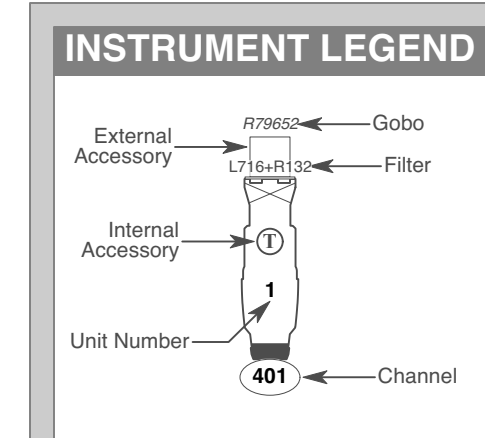 INSTRUMENT LEGEND
R79652
Gobo
External
Accessory
L716+R132
Filter
Internal
Accessory
T
1
Unit Number
401
Channel